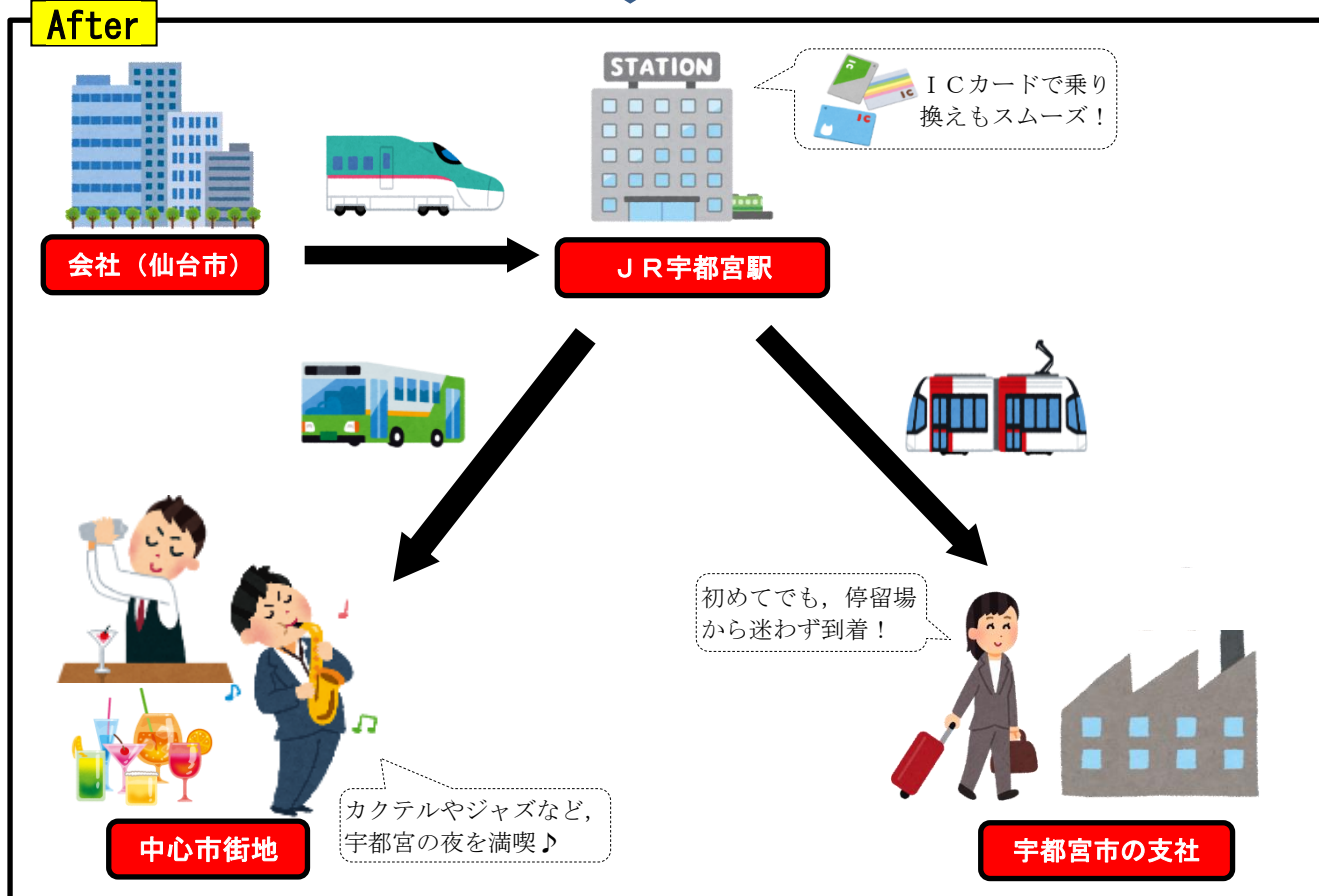 After
STATION
ＩＣカードで乗り
換えもスムーズ！
IC
IC
IC
会社（仙台市）
ＪＲ宇都宮駅
初めてでも，停留場
から迷わず到着！
カクテルやジャズなど，
宇都宮の夜を満喫♪
中心市街地
宇都宮市の支社